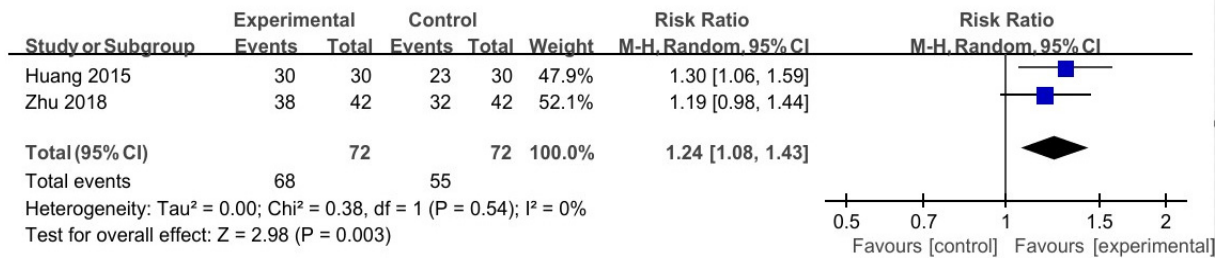 Experimental Control Risk Ratio Risk Ratio
Study or Subgroup Events Total Events Total Weight M-H, Random, 95% CI M-H, Random, 95% CI
Huang 2015 30 30 23 30 47.9% 1.30 [1.06, 1.59]
Zhu 2018 38 42 32 42 52.1% 1.19 [0.98, 1.44]
Total (95% CI) 72 72 100.0% 1.24 [1.08, 1.43]
Total events 68 55
Heterogeneity: Tau² = 0.00; Chi² = 0.38, df = 1 (P = 0.54); I² = 0%
Test for overall effect: Z = 2.98 (P = 0.003)
0.5 0.7 1 1.5 2
Favours [control] Favours [experimental]